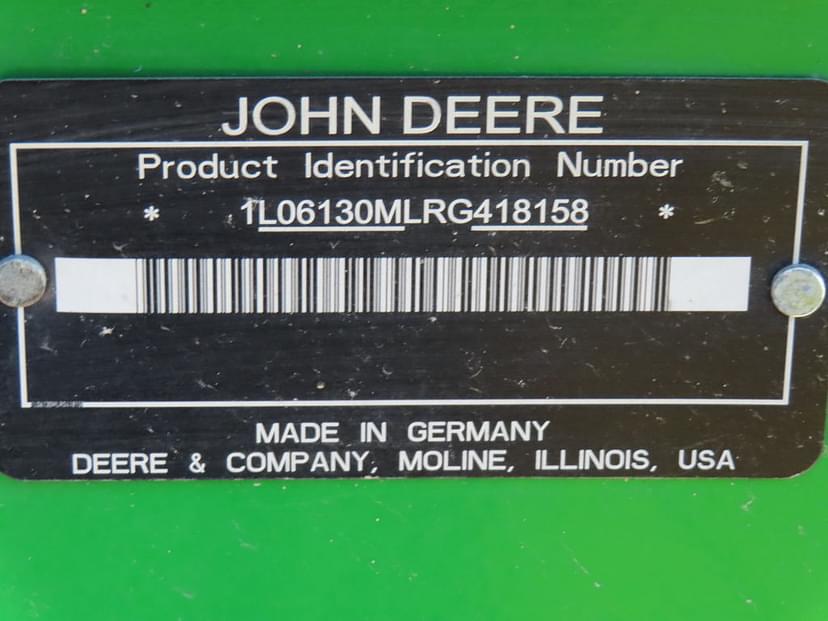 JOHN DEERE
Product Identification Number
* 1L06130MLRG418158 *
MADE IN GERMANY
DEERE & COMPANY, MOLINE, ILLINOIS, USA